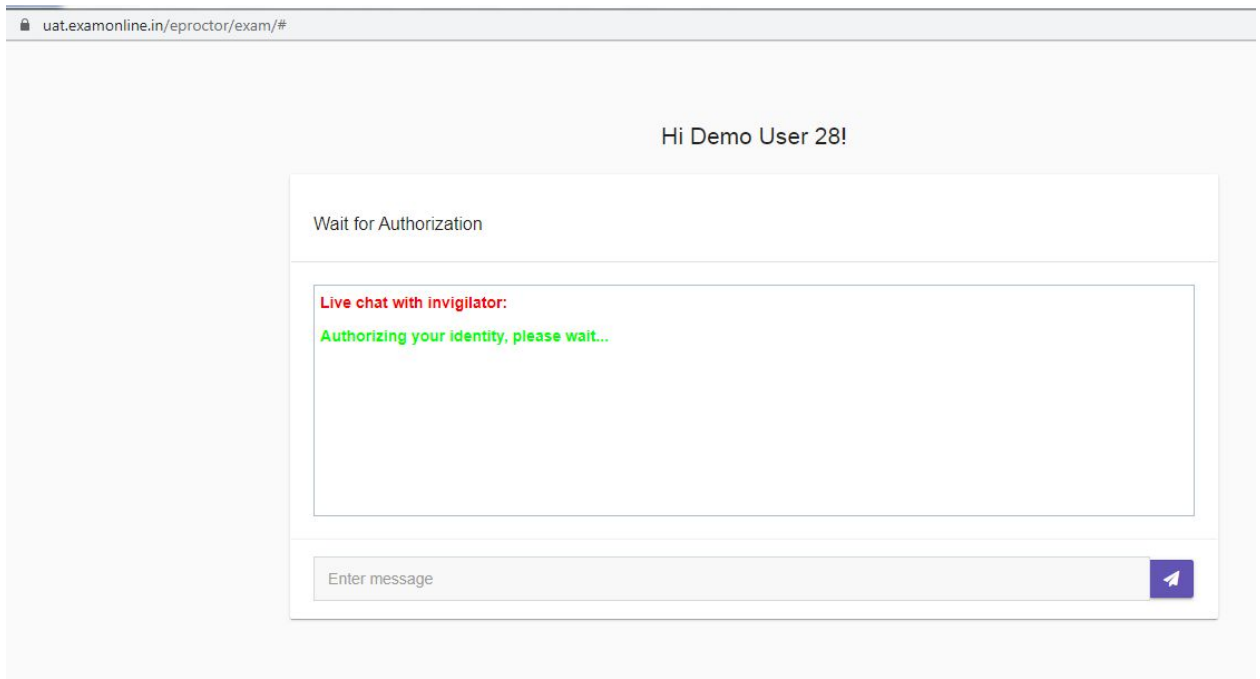 uat.examonline.in/eproctor/exam/#
Hi Demo User 28!
Wait for Authorization
Live chat with invigilator:
Authorizing your identity, please wait...
Enter message